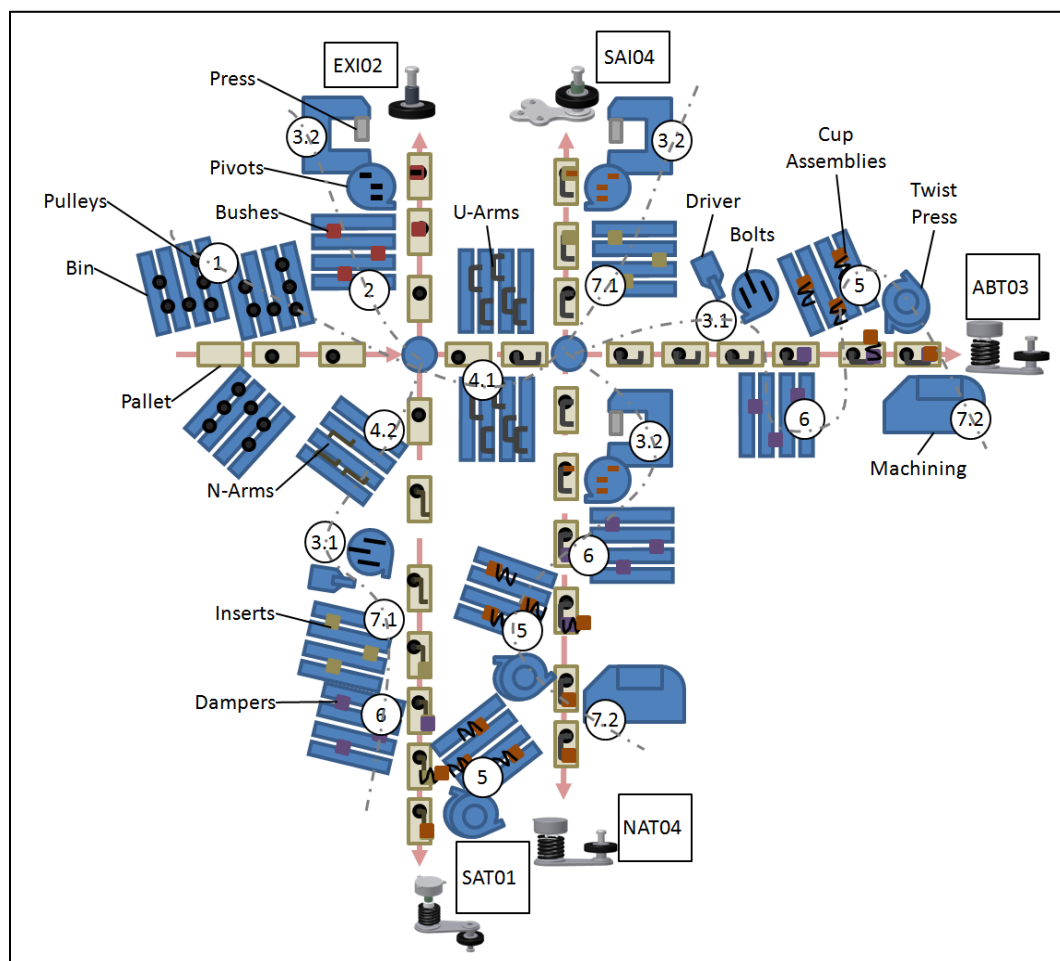 EXI02
SAI04
Press
3.2
3.2
Cup
Assemblies
Pivots
Driver
Twist
Press
Pulleys
Bushes
U-Arms
Bolts
Bin
1
2
7.1
5
3.1
ABT03
4.1
Pallet
4.2
6
7.2
3.2
N-Arms
Machining
3.1
6
Inserts
7.1
5
Dampers
6
7.2
5
NAT04
SAT01